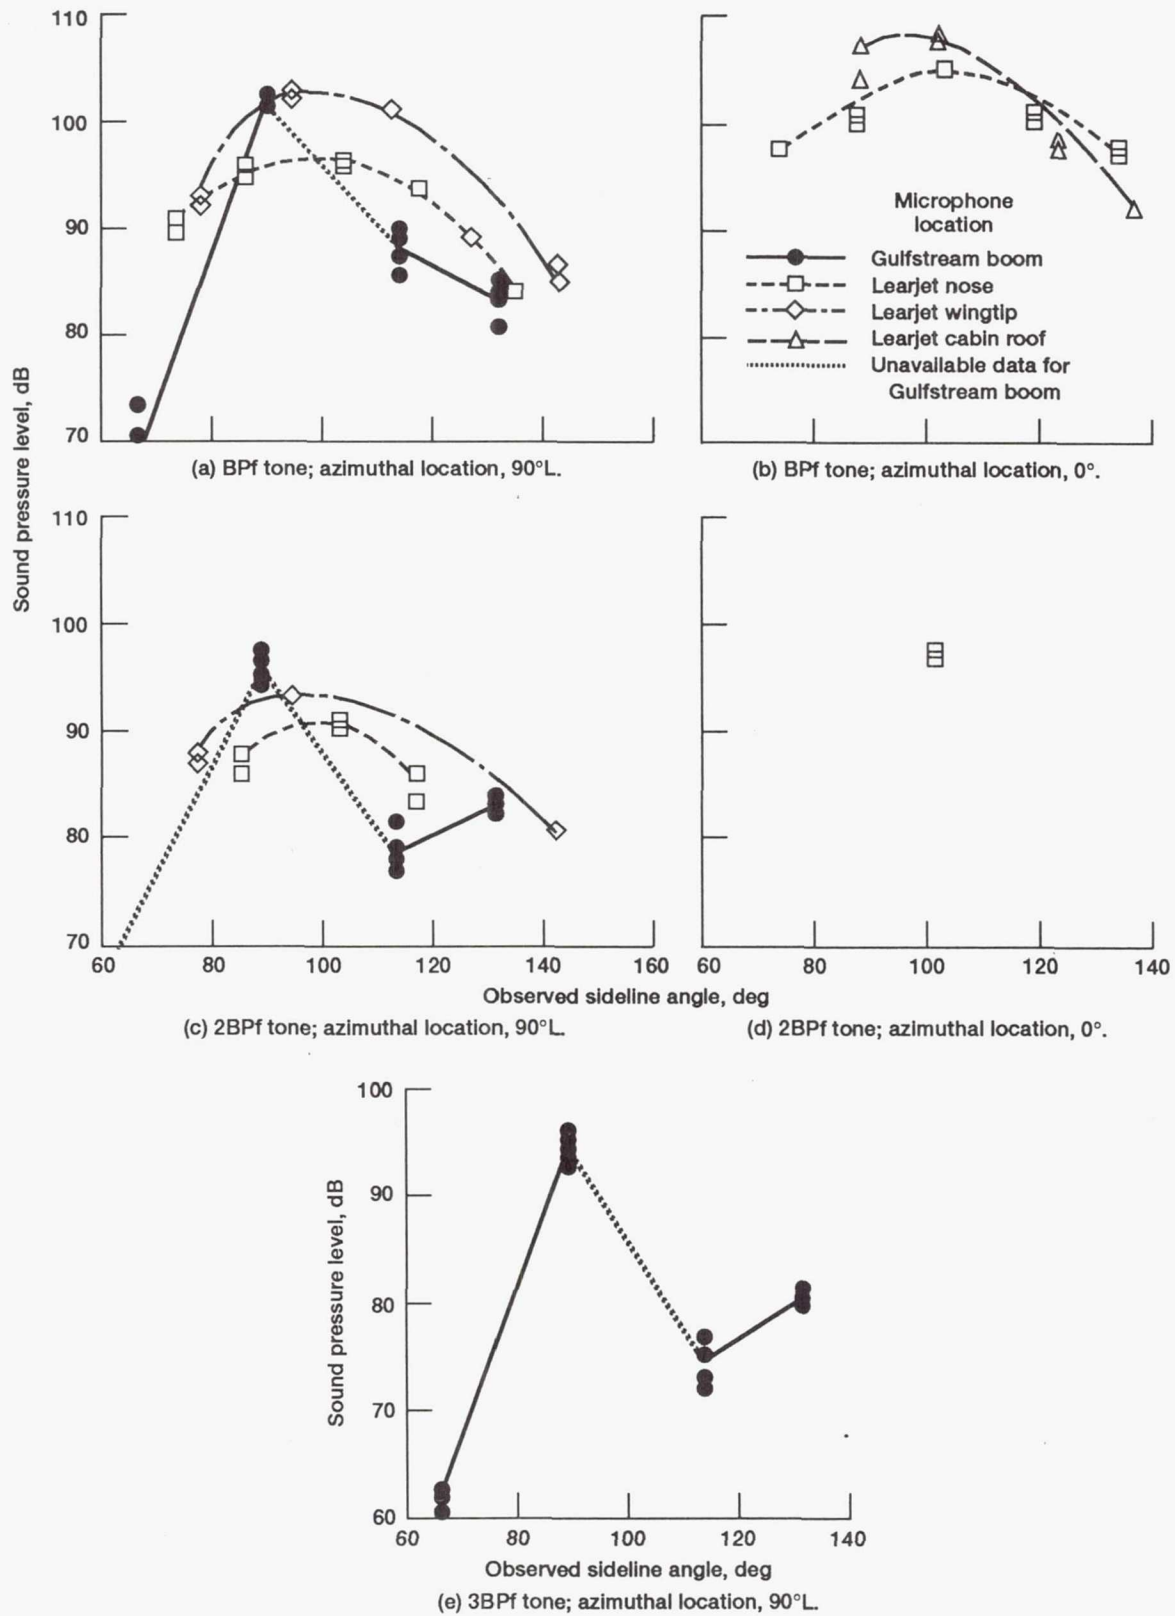 110
100
90
80
70
Sound pressure level, dB
(a) BPf tone; azimuthal location, 90°L.
Microphone
location
Gulfstream boom
Learjet nose
Learjet wingtip
Learjet cabin roof
Unavailable data for
Gulfstream boom
(b) BPf tone; azimuthal location, 0°.
110
100
90
80
70
60 80 100 120 140 160
60 80 100 120 140
Observed sideline angle, deg
(c) 2BPf tone; azimuthal location, 90°L.
(d) 2BPf tone; azimuthal location, 0°.
100
90
80
70
60
Sound pressure level, dB
60 80 100 120 140
Observed sideline angle, deg
(e) 3BPf tone; azimuthal location, 90°L.